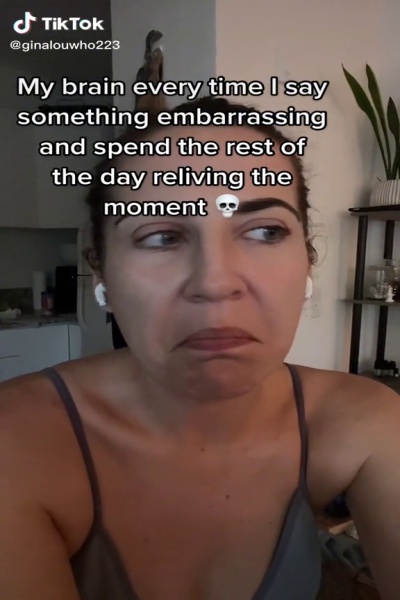 TikTok
@ginalouwho223
My brain every time I say
something embarrassing
and spend the rest of
the day reliving the
moment 💀